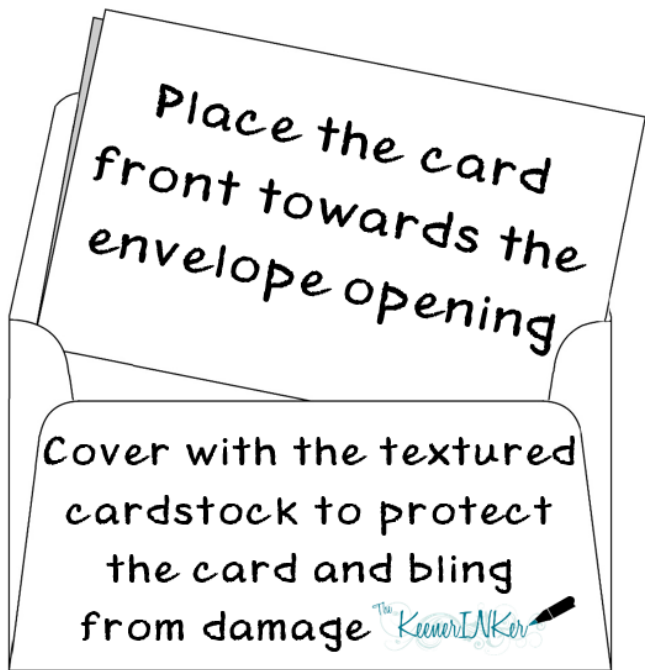 Place the card
front towards the
envelope opening
Cover with the textured
cardstock to protect
the card and bling
from damage
The KeenerINKer